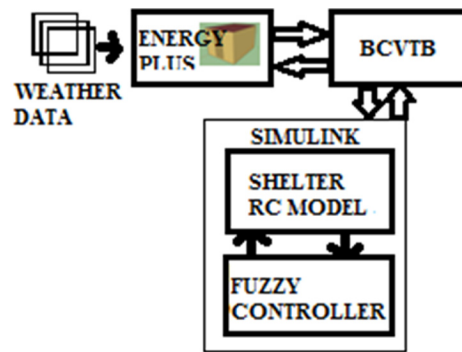 ENERGY
PLUS
BCVTB
WEATHER
DATA
SIMULINK
SHELTER
RC MODEL
FUZZY
CONTROLLER